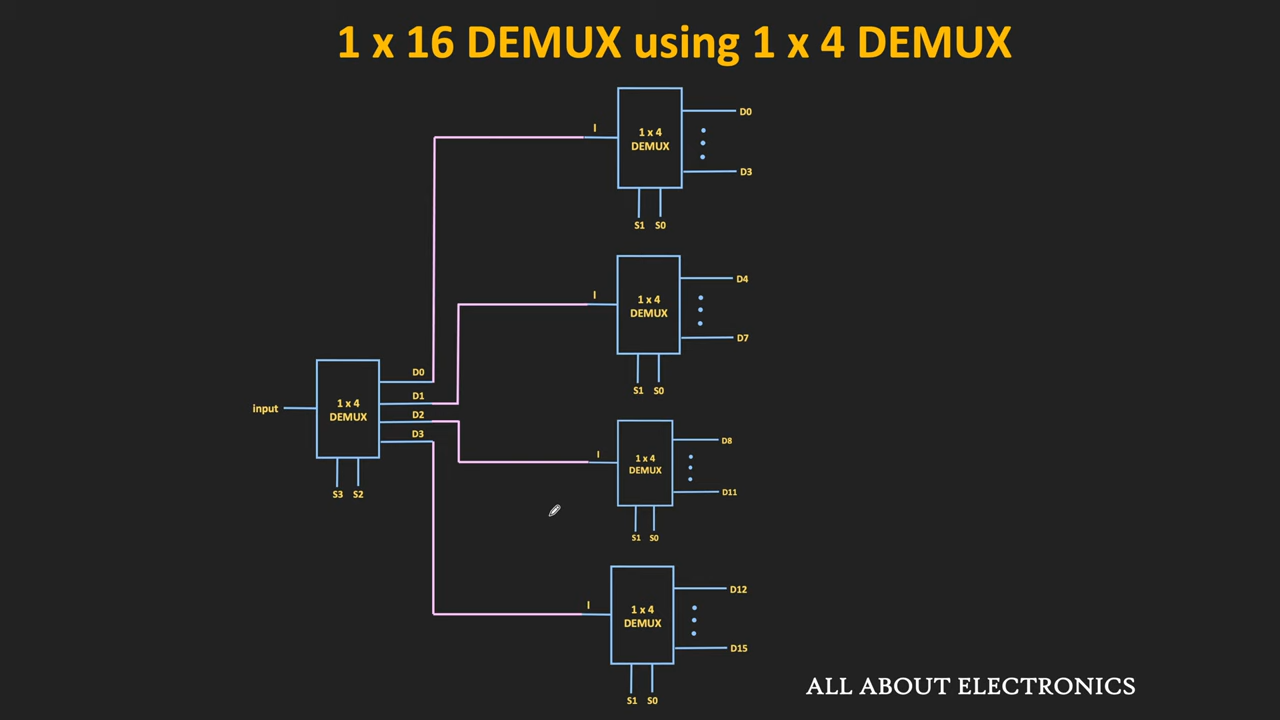 1 x 16 DEMUX using 1 x 4 DEMUX
I
1 x 4
DEMUX
D0
D3
S1 S0
I
1 x 4
DEMUX
D4
D7
S1 S0
input
1 x 4
DEMUX
D0
D1
D2
D3
S3 S2
I
1 x 4
DEMUX
D8
D11
S1 S0
I
1 x 4
DEMUX
D12
D15
S1 S0
ALL ABOUT ELECTRONICS